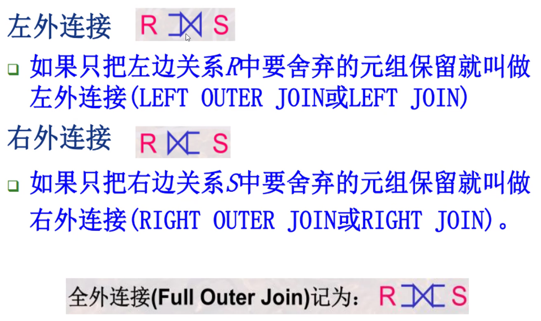 左外连接 R ⟕ S
如果只把左边关系R中要舍弃的元组保留就叫做
左外连接(LEFT OUTER JOIN或LEFT JOIN)
右外连接 R ⟖ S
如果只把右边关系S中要舍弃的元组保留就叫做
右外连接(RIGHT OUTER JOIN或RIGHT JOIN)。
全外连接(Full Outer Join)记为： R ⟗ S